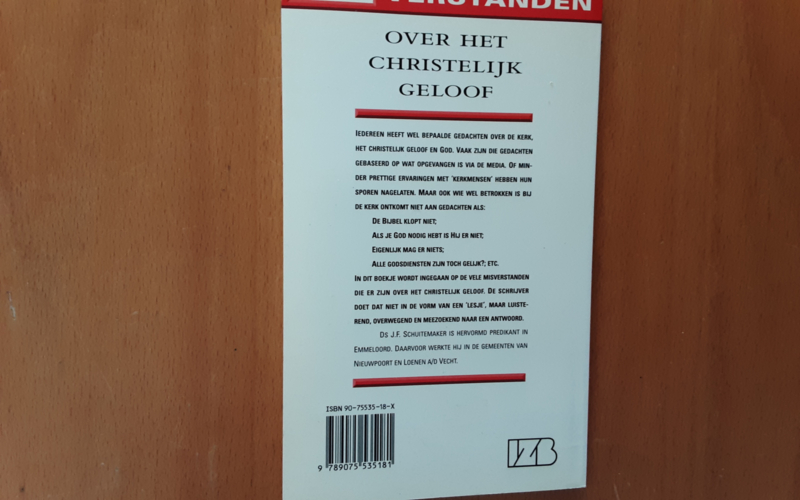 VERSTANDEN
OVER HET
CHRISTELIJK
GELOOF
IEDEREEN HEEFT WEL BEPAALDE GEDACHTEN OVER DE KERK,
HET CHRISTELIJK GELOOF EN GOD. VAAK ZIJN DIE GEDACHTEN
GEBASEERD OP WAT OPGEVANGEN IS VIA DE MEDIA. OF MIN-
DER PRETTIGE ERVARINGEN MET 'KERKMENSEN' HEBBEN HUN
SPOREN NAGELATEN. MAAR OOK WIE WEL BETROKKEN IS BIJ
DE KERK ONTKOMT NIET AAN GEDACHTEN ALS:
DE BIJBEL KLOPT NIET;
ALS JE GOD NODIG HEBT IS HIJ ER NIET;
EIGENLIJK MAG ER NIETS;
ALLE GODSDIENSTEN ZIJN TOCH GELIJK?; ETC.
IN DIT BOEKJE WORDT INGEGAAN OP DE VELE MISVERSTANDEN
DIE ER ZIJN OVER HET CHRISTELIJK GELOOF. DE SCHRIJVER
DOET DAT NIET IN DE VORM VAN EEN 'LESJE', MAAR LUISTE-
REND, OVERWEGEND EN MEEZOEKEND NAAR EEN ANTWOORD.
DS J.F. SCHUITEMAKER IS HERVORMD PREDIKANT IN
EMMELOORD. DAARVOOR WERKTE HIJ IN DE GEMEENTEN VAN
NIEUWPOORT EN LOENEN A/D VECHT.
ISBN 90-75535-18-X
9 789075 535181
IZB